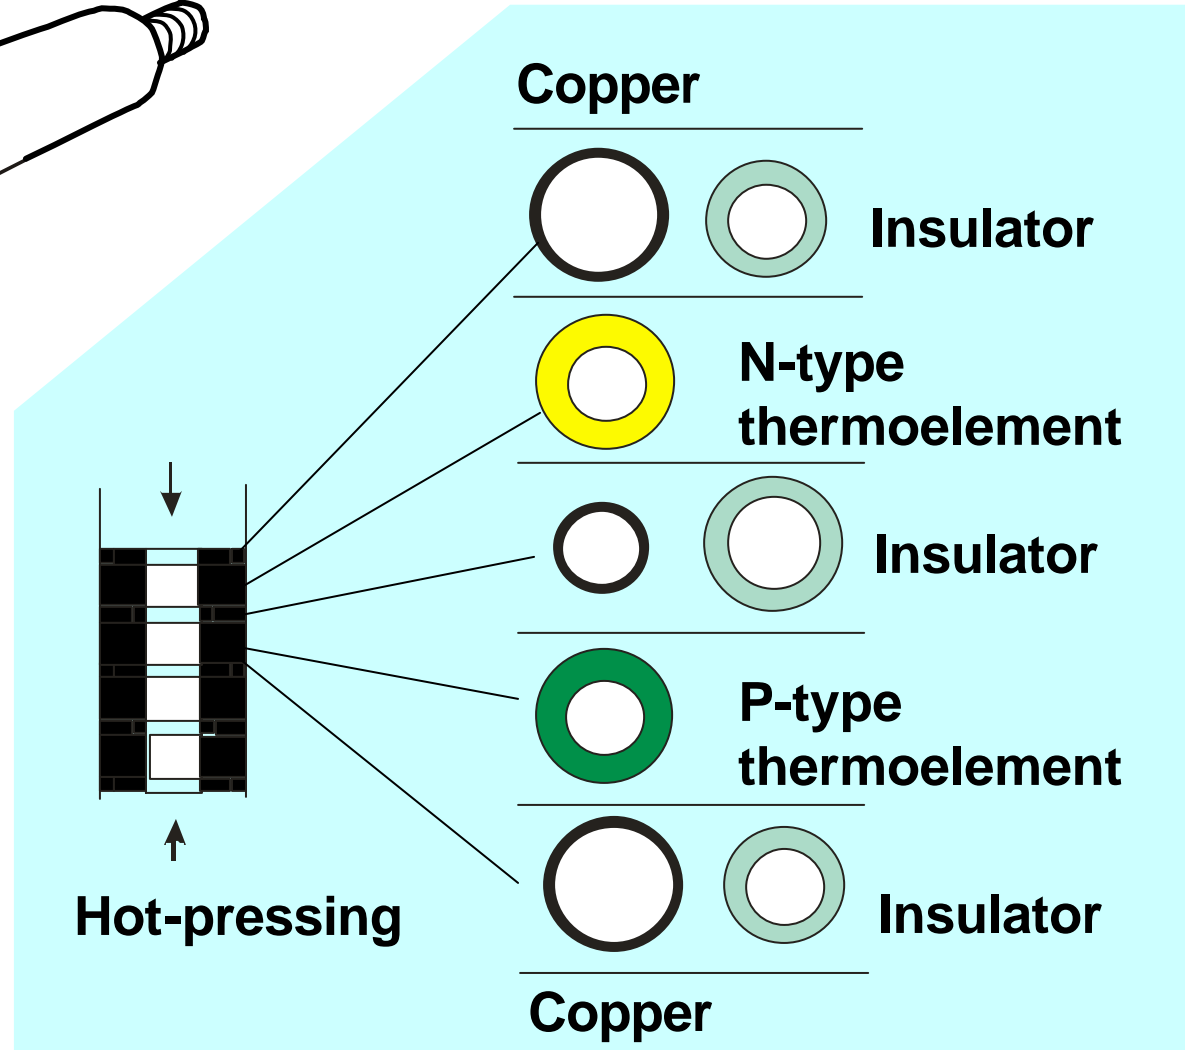 Copper
Insulator
N-type
thermoelement
Insulator
P-type
thermoelement
Hot-pressing
Insulator
Copper